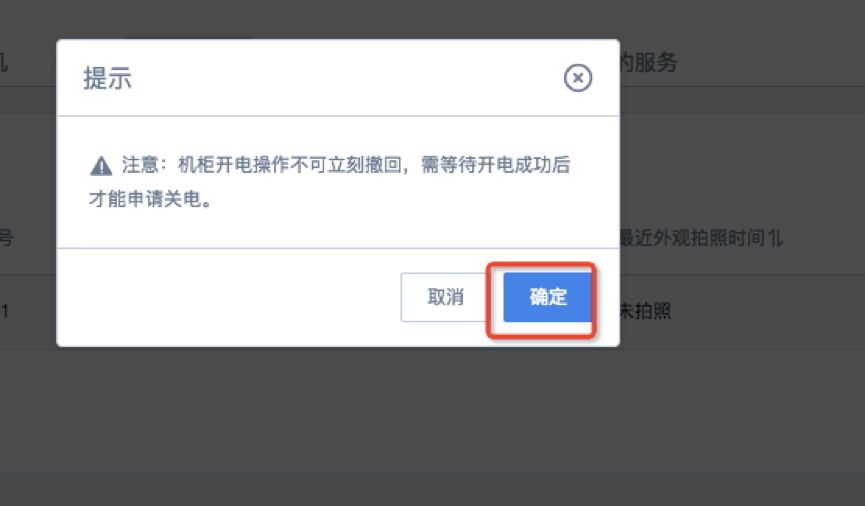 提示
的服务
注意：机柜开电操作不可立刻撤回，需等待开电成功后
才能申请关电。
号
最近外观拍照时间
取消
确定
1
未拍照